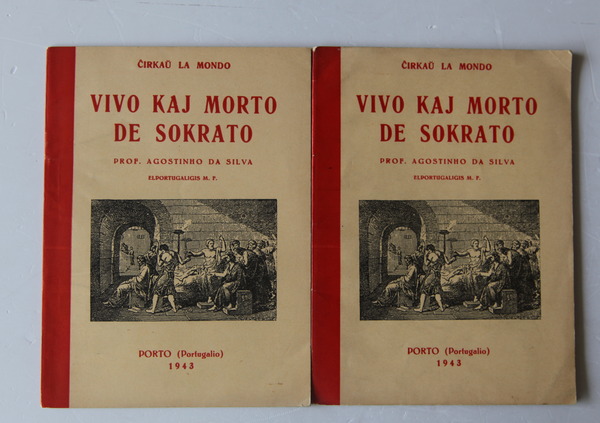 ĈIRKAŬ LA MONDO
VIVO KAJ MORTO
DE SOKRATO
PROF. AGOSTINHO DA SILVA
ELPORTUGALIGIS M. F.
PORTO (Portugalio)
1943
ĈIRKAŬ LA MONDO
VIVO KAJ MORTO
DE SOKRATO
PROF. AGOSTINHO DA SILVA
ELPORTUGALIGIS M. F.
PORTO (Portugalio)
1943